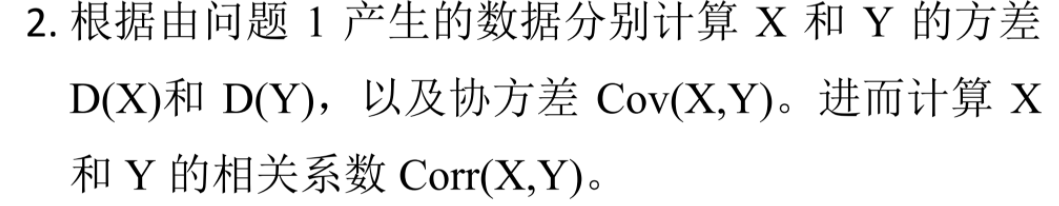 2. 根据由问题 1 产生的数据分别计算 X 和 Y 的方差
D(X)和 D(Y)，以及协方差 Cov(X,Y)。进而计算 X
和 Y 的相关系数 Corr(X,Y)。